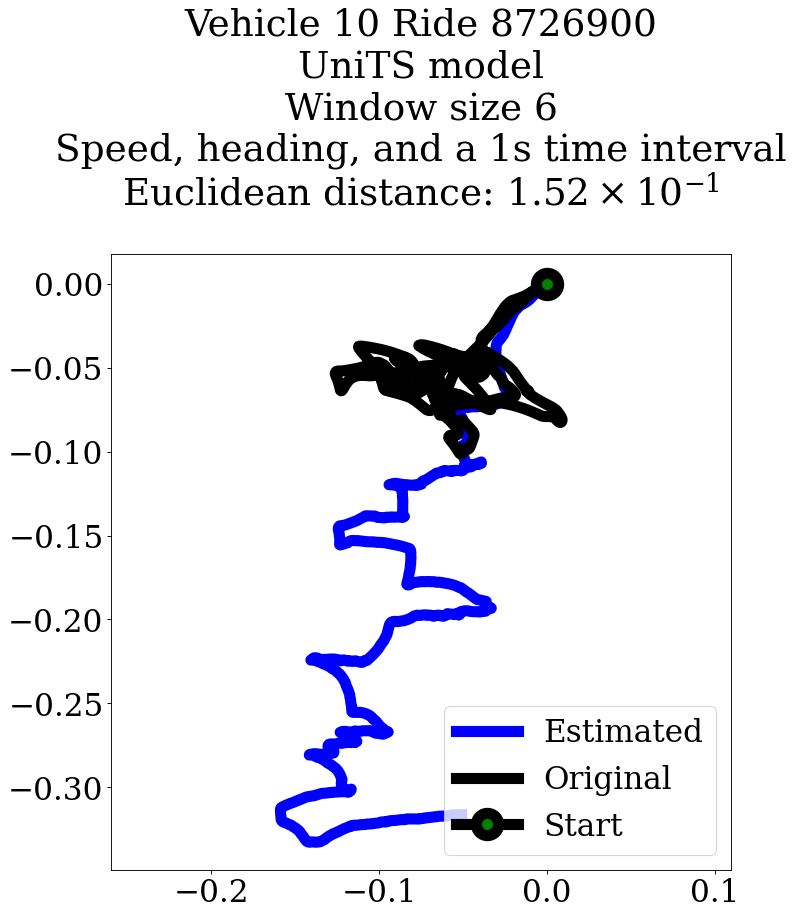 Vehicle 10 Ride 8726900
UniTS model
Window size 6
Speed, heading, and a 1s time interval
Euclidean distance: 1.52 × 10⁻¹
0.00
−0.05
−0.10
−0.15
−0.20
−0.25
−0.30
Estimated
Original
Start
−0.2
−0.1
0.0
0.1